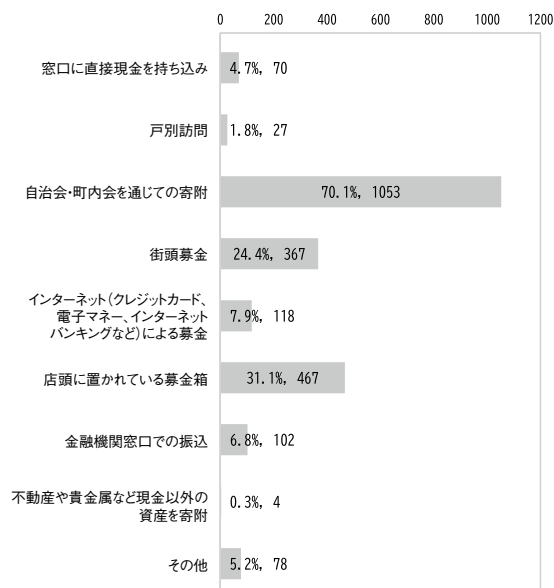 0 200 400 600 800 1000 1200
窓口に直接現金を持ち込み 4.7%, 70
戸別訪問 1.8%, 27
自治会・町内会を通じての寄附 70.1%, 1053
街頭募金 24.4%, 367
インターネット（クレジットカード、
電子マネー、インターネット
バンキングなど）による募金
7.9%, 118
店頭に置かれている募金箱 31.1%, 467
金融機関窓口での振込 6.8%, 102
不動産や貴金属など現金以外の
資産を寄附
0.3%, 4
その他 5.2%, 78